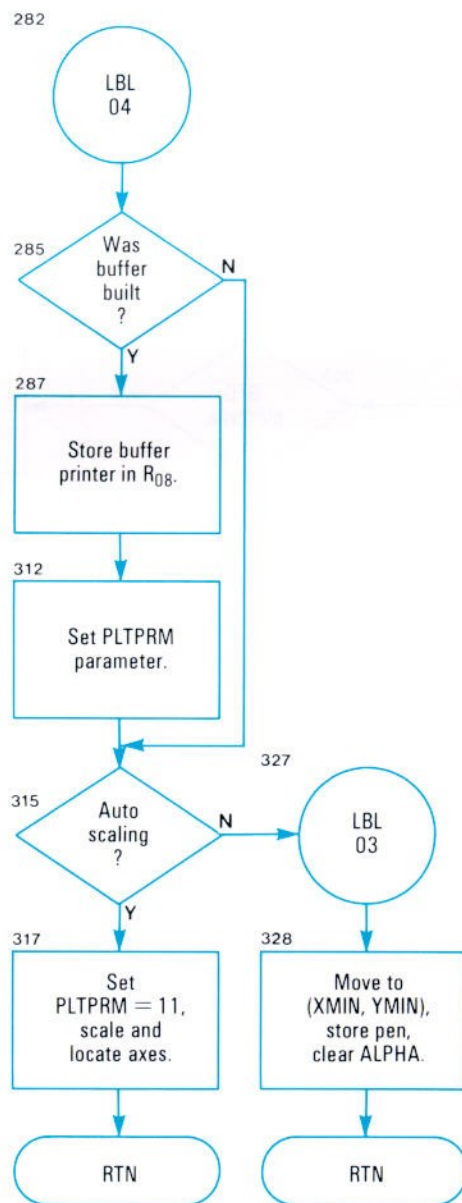 282
LBL
04
285
Was
buffer
built
?
N
Y
287
Store buffer
printer in R08.
312
Set PLTPRM
parameter.
327
315
Auto
scaling
?
N
LBL
03
Y
317
Set
PLTPRM = 11,
scale and
locate axes.
328
Move to
(XMIN, YMIN),
store pen,
clear ALPHA.
RTN
RTN